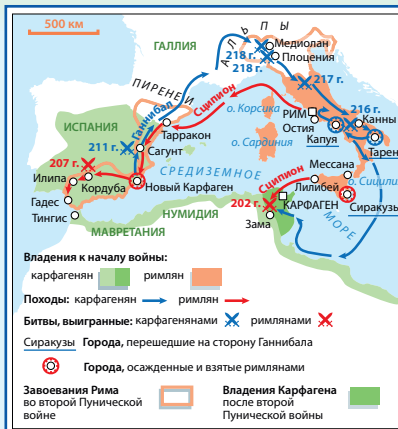 500 км
ГАЛЛИЯ
АЛЬПЫ
218 г.
218 г.
Медиолан
Плоценция
217 г.
ПИРЕНЕИ
Ганнибал
Сципион
о. Корсика
РИМ
Остия
216 г.
Канны
Капуя
Тарен
ИСПАНИЯ
211 г.
Тарракон
Сагунт
о. Сардиния
207 г.
Илипа
Кордуба
Новый Карфаген
СРЕДИЗЕМНОЕ
МОРЕ
Сципион
Мессана
Лилибей
о. Сицилия
Сиракузы
Гадес
Тингис
НУМИДИЯ
МАВРЕТАНИЯ
202 г.
КАРФАГЕН
Зама
Владения к началу войны:
карфагенян римлян
Походы: карфагенян римлян
Битвы, выигранные: карфагенянами римлянами
Сиракузы Города, перешедшие на сторону Ганнибала
Города, осажденные и взятые римлянами
Завоевания Рима
во второй Пунической
войне
Владения Карфагена
после второй
Пунической войны